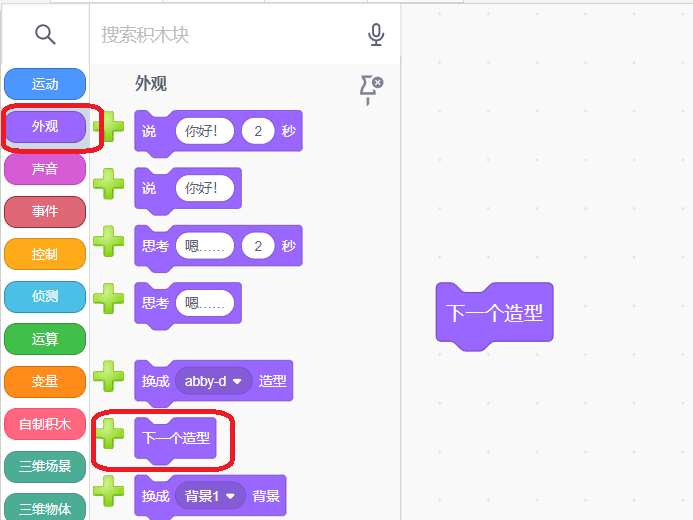 搜索积木块
运动
外观
声音
事件
控制
侦测
运算
变量
自制积木
三维场景
三维物体
外观
说 你好! 2 秒
说 你好!
思考 嗯…… 2 秒
思考 嗯……
换成 abby-d 造型
下一个造型
换成 背景1 背景
下一个造型